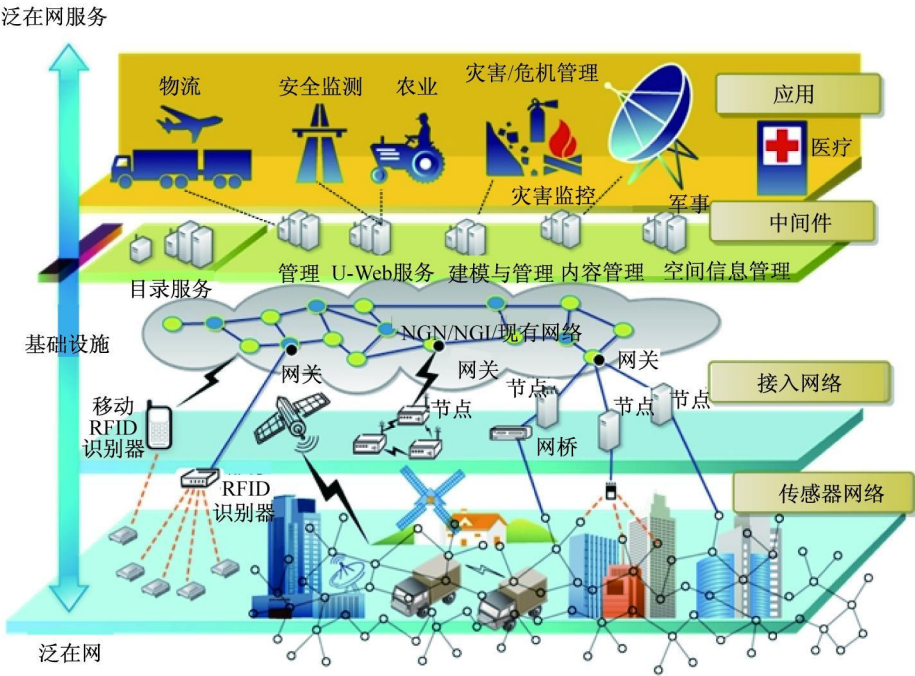 泛在网服务
物流
安全监测
农业
灾害/危机管理
应用
医疗
灾害监控
军事
中间件
目录服务
管理
U-Web服务
建模与管理
内容管理
空间信息管理
基础设施
NGN/NGI/现有网络
网关
网关
网关
接入网络
移动
RFID
识别器
节点
节点
节点
节点
网桥
RFID
识别器
传感器网络
泛在网